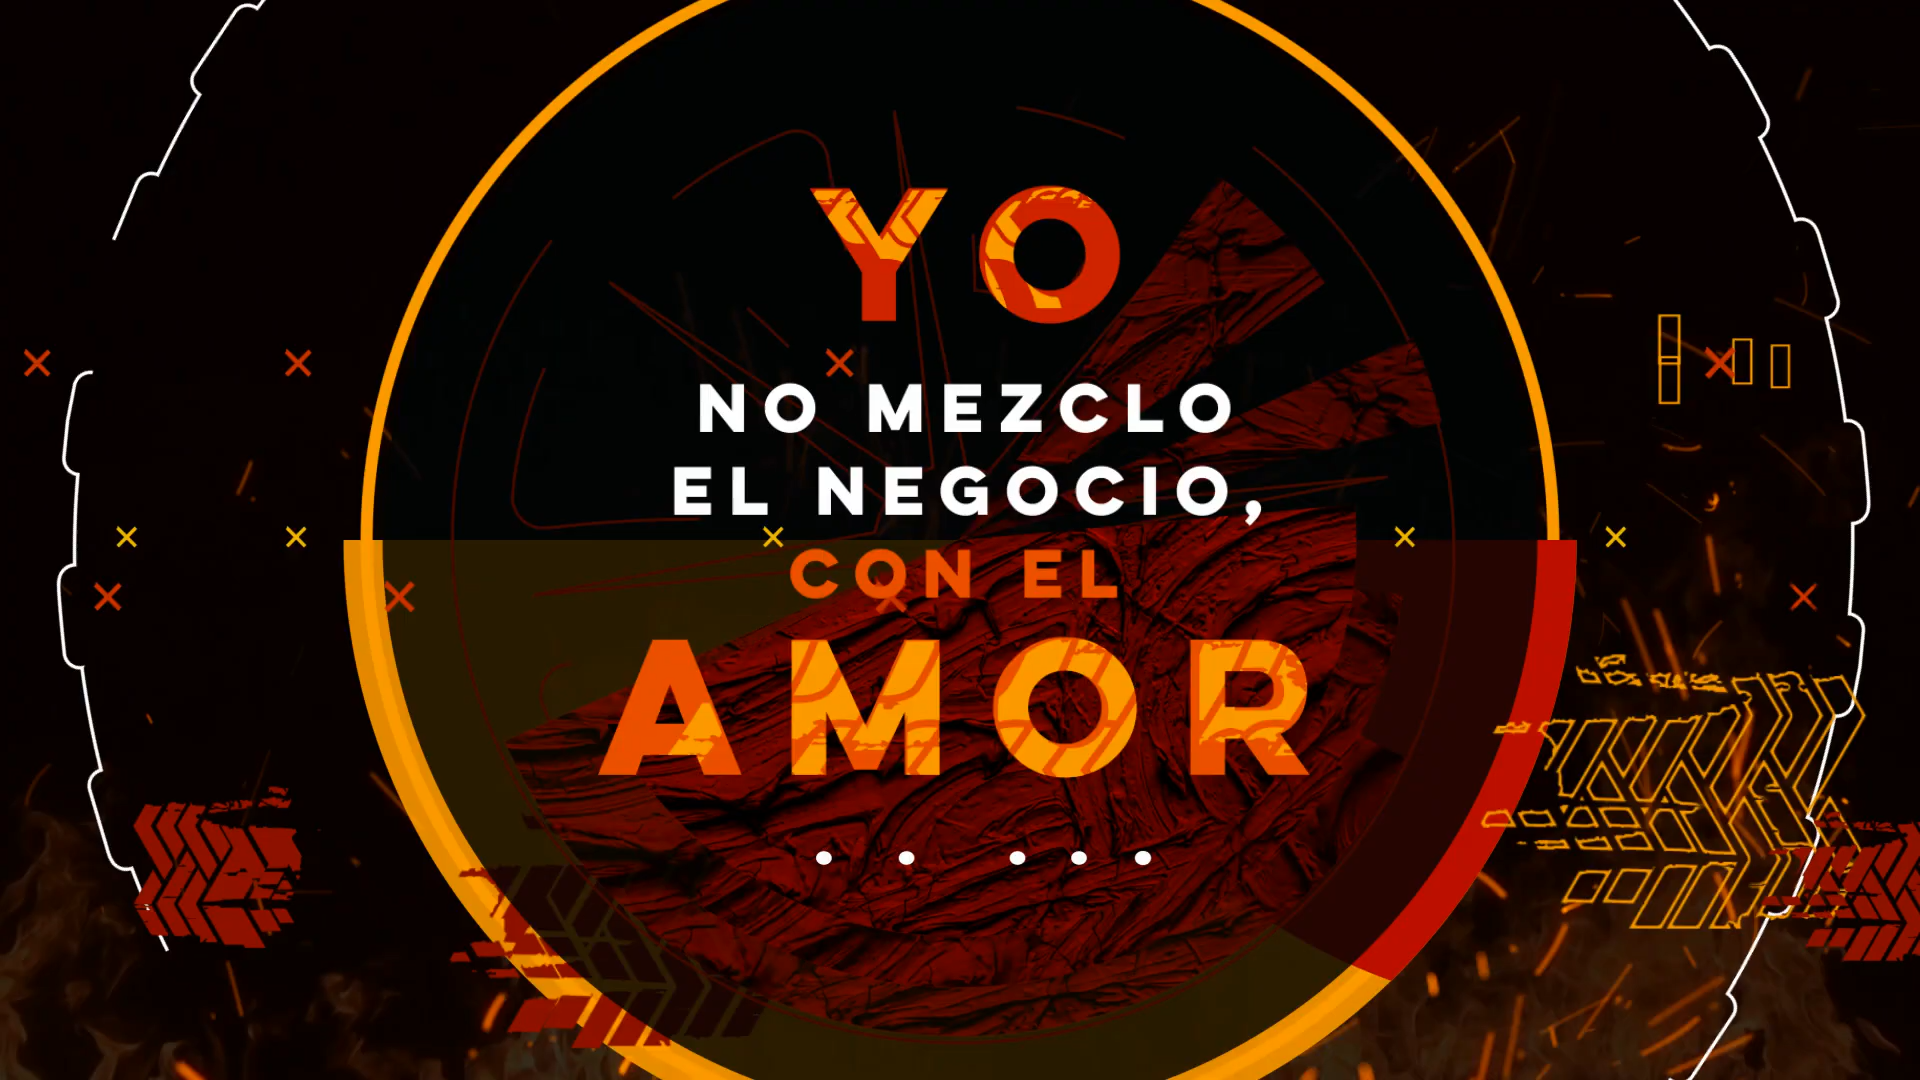 YO
NO MEZCLO
EL NEGOCIO,
CON EL
AMOR
.. ...